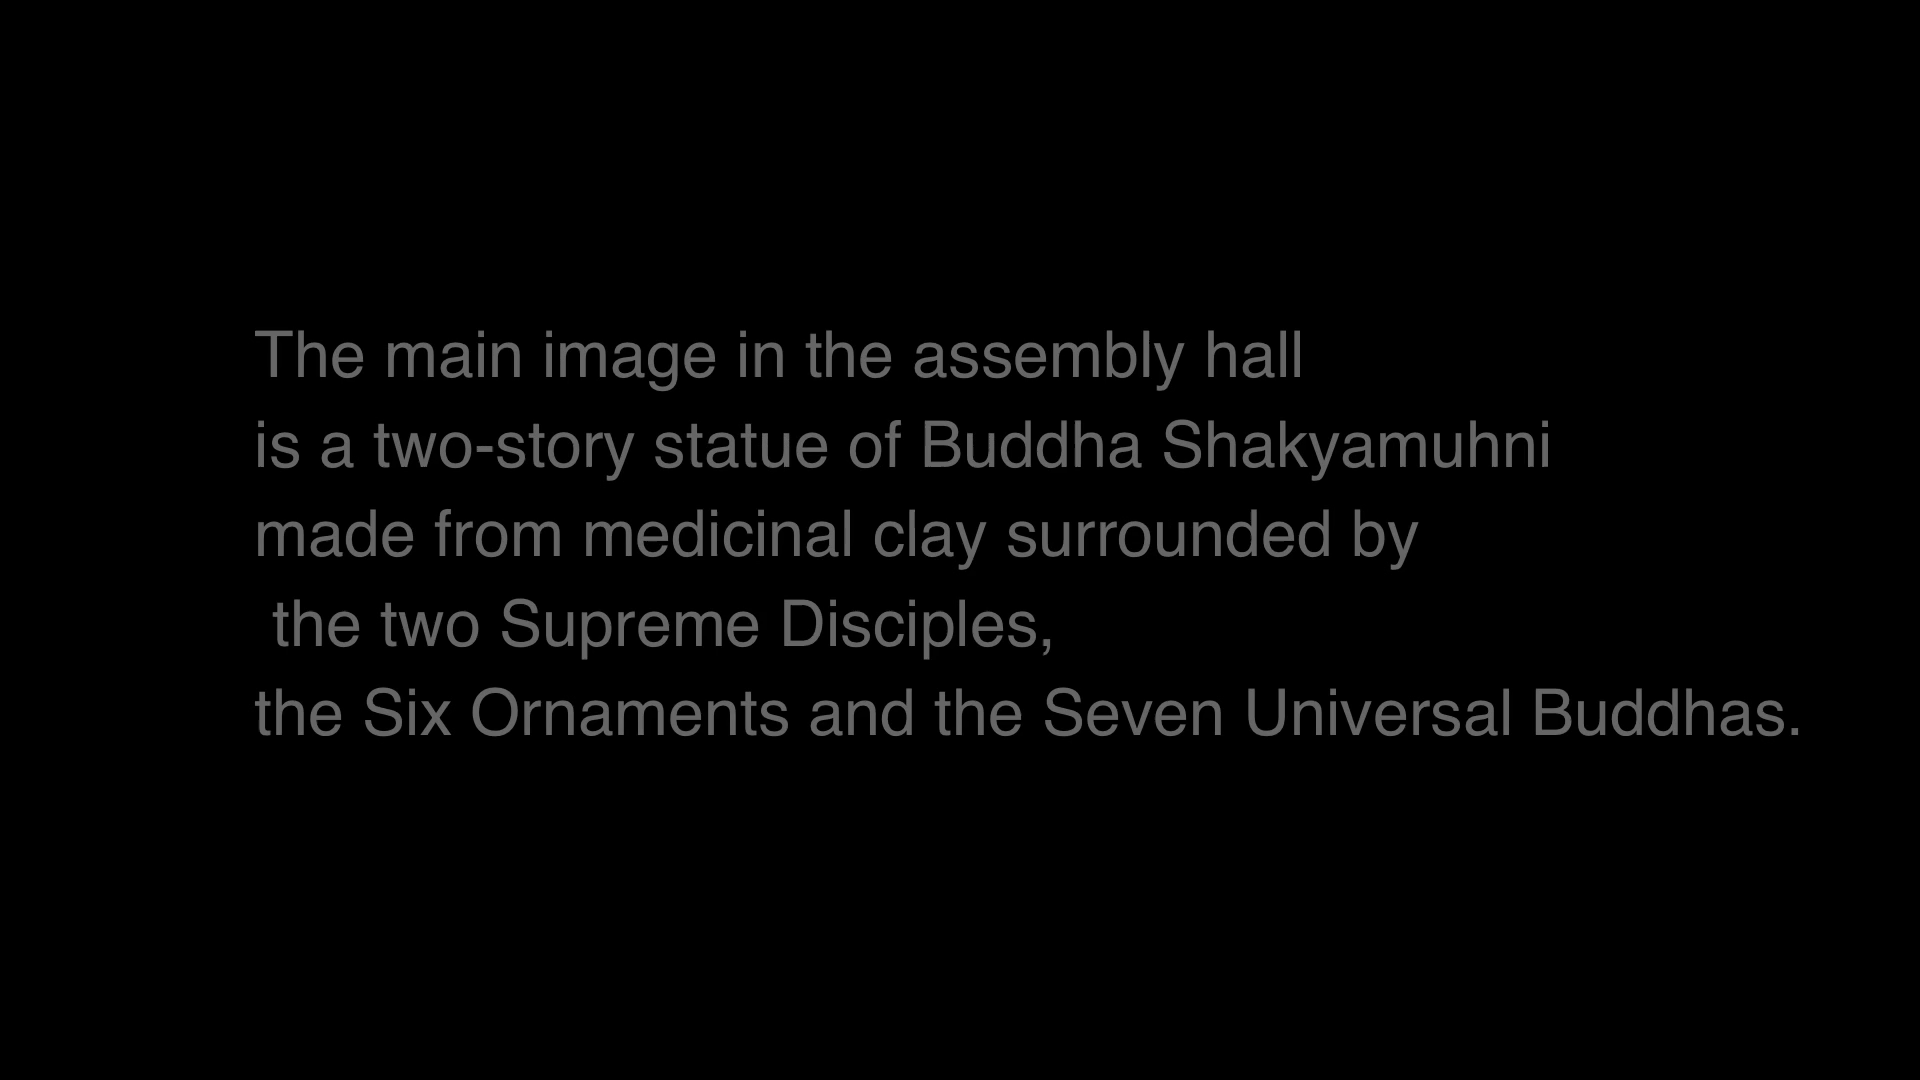 The main image in the assembly hall
is a two-story statue of Buddha Shakyamuhni
made from medicinal clay surrounded by
the two Supreme Disciples,
the Six Ornaments and the Seven Universal Buddhas.